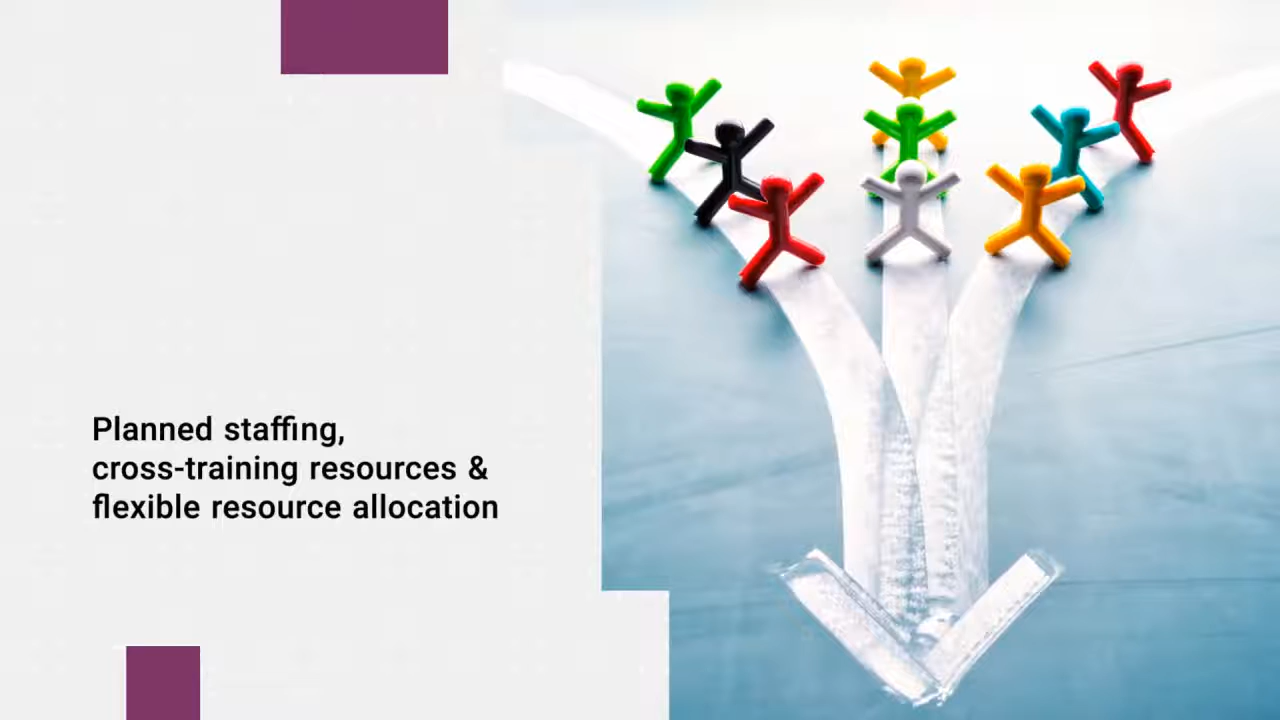 Planned staffing,
cross-training resources &
flexible resource allocation